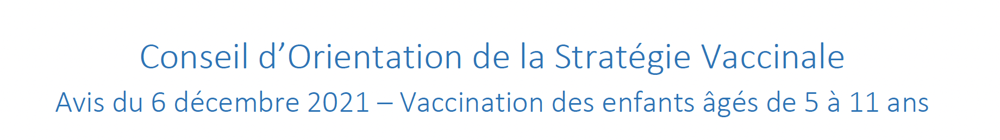 Conseil d’Orientation de la Stratégie Vaccinale
Avis du 6 décembre 2021 – Vaccination des enfants âgés de 5 à 11 ans